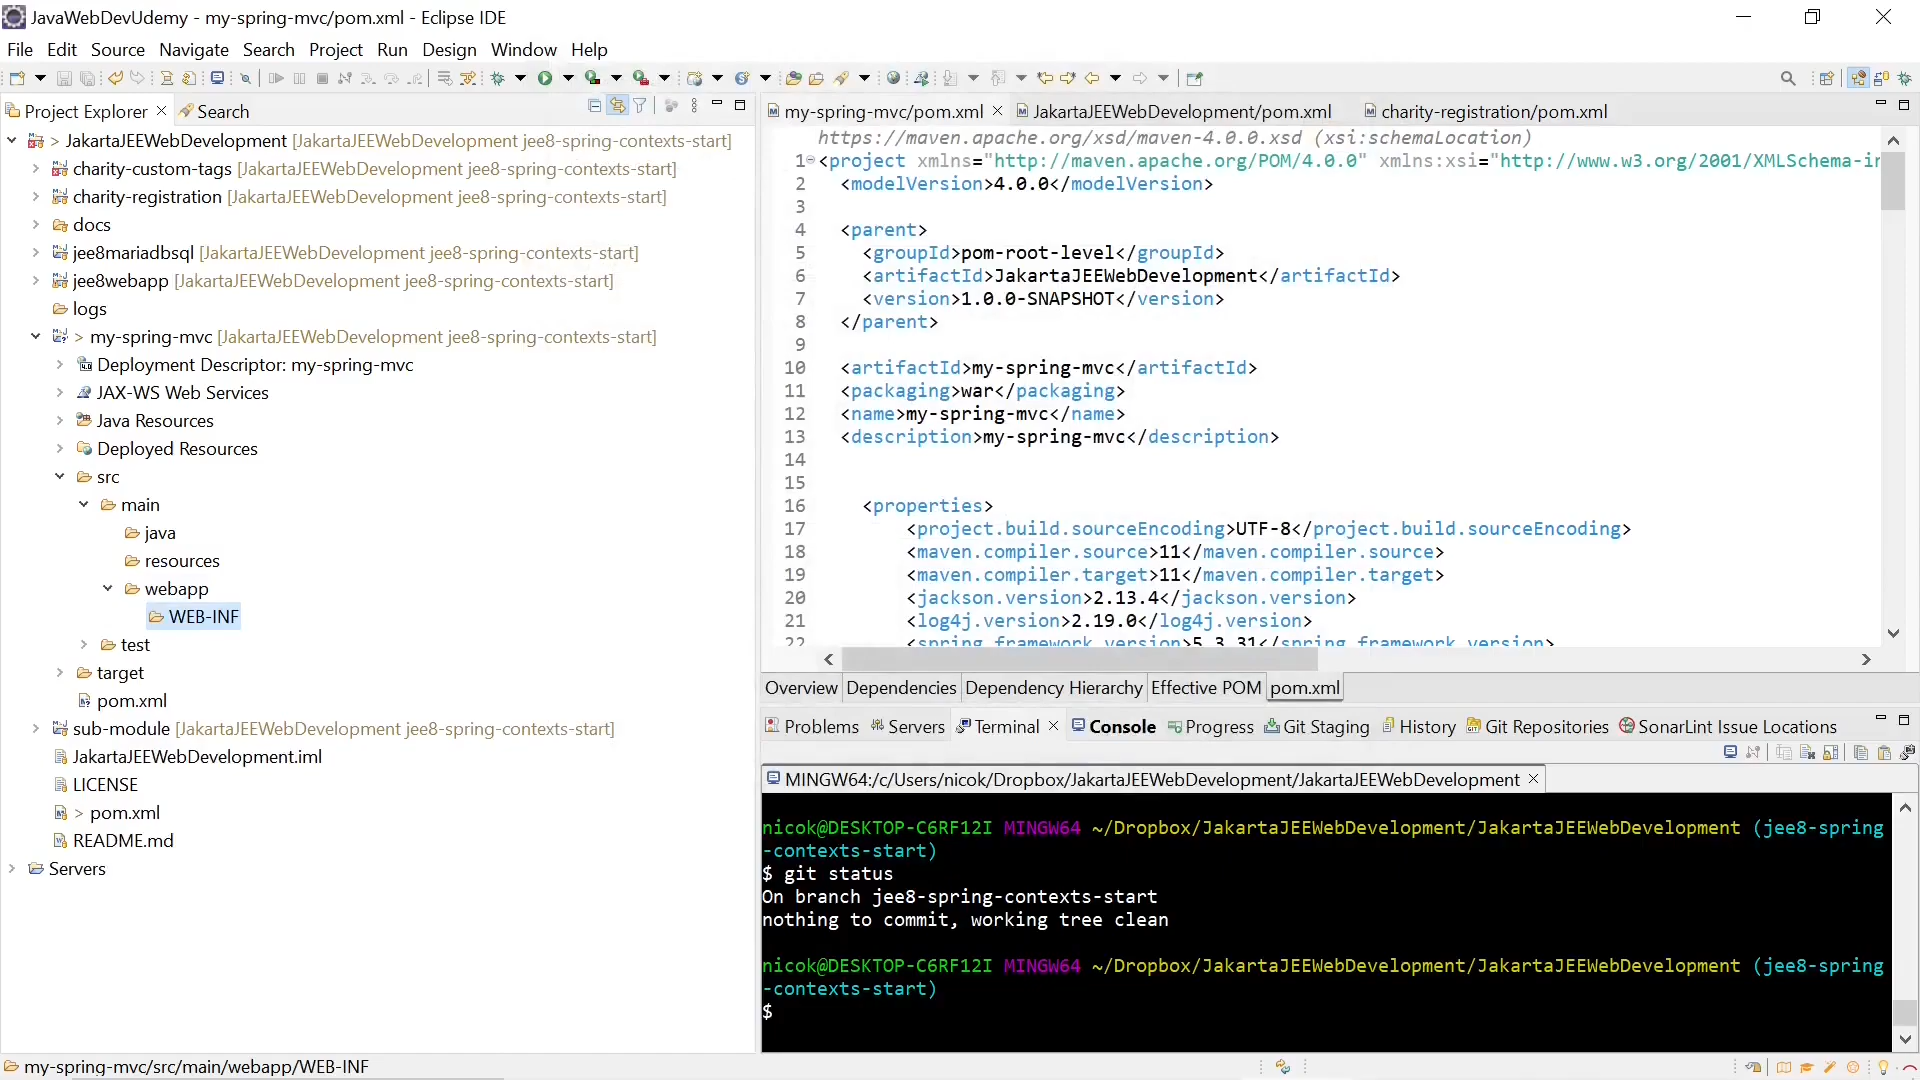 JavaWebDevUdemy - my-spring-mvc/pom.xml - Eclipse IDE
File Edit Source Navigate Search Project Run Design Window Help
Project Explorer Search
JakartaJEEWebDevelopment [JakartaJEEWebDevelopment jee8-spring-contexts-start]
charity-custom-tags [JakartaJEEWebDevelopment jee8-spring-contexts-start]
charity-registration [JakartaJEEWebDevelopment jee8-spring-contexts-start]
docs
jee8mariadbsql [JakartaJEEWebDevelopment jee8-spring-contexts-start]
jee8webapp [JakartaJEEWebDevelopment jee8-spring-contexts-start]
logs
my-spring-mvc [JakartaJEEWebDevelopment jee8-spring-contexts-start]
Deployment Descriptor: my-spring-mvc
JAX-WS Web Services
Java Resources
Deployed Resources
src
main
java
resources
webapp
WEB-INF
test
target
pom.xml
sub-module [JakartaJEEWebDevelopment jee8-spring-contexts-start]
JakartaJEEWebDevelopment.iml
LICENSE
> pom.xml
README.md
Servers
my-spring-mvc/pom.xml JakartaJEEWebDevelopment/pom.xml charity-registration/pom.xml
https://maven.apache.org/xsd/maven-4.0.0.xsd (xsi:schemaLocation)
1 <project xmlns="http://maven.apache.org/POM/4.0.0" xmlns:xsi="http://www.w3.org/2001/XMLSchema-in
2 <modelVersion>4.0.0</modelVersion>
3
4 <parent>
5 <groupId>pom-root-level</groupId>
6 <artifactId>JakartaJEEWebDevelopment</artifactId>
7 <version>1.0.0-SNAPSHOT</version>
8 </parent>
9
10 <artifactId>my-spring-mvc</artifactId>
11 <packaging>war</packaging>
12 <name>my-spring-mvc</name>
13 <description>my-spring-mvc</description>
14
15
16 <properties>
17 <project.build.sourceEncoding>UTF-8</project.build.sourceEncoding>
18 <maven.compiler.source>11</maven.compiler.source>
19 <maven.compiler.target>11</maven.compiler.target>
20 <jackson.version>2.13.4</jackson.version>
21 <log4j.version>2.19.0</log4j.version>
22 <spring.framework.version>5.3.31</spring.framework.version>
Overview Dependencies Dependency Hierarchy Effective POM pom.xml
Problems Servers Terminal Console Progress Git Staging History Git Repositories SonarLint Issue Locations
MINGW64:/c/Users/nicok/Dropbox/JakartaJEEWebDevelopment/JakartaJEEWebDevelopment
nicok@DESKTOP-C6RF12I MINGW64 ~/Dropbox/JakartaJEEWebDevelopment/JakartaJEEWebDevelopment (jee8-spring
-contexts-start)
$ git status
On branch jee8-spring-contexts-start
nothing to commit, working tree clean
nicok@DESKTOP-C6RF12I MINGW64 ~/Dropbox/JakartaJEEWebDevelopment/JakartaJEEWebDevelopment (jee8-spring
-contexts-start)
$
my-spring-mvc/src/main/webapp/WEB-INF